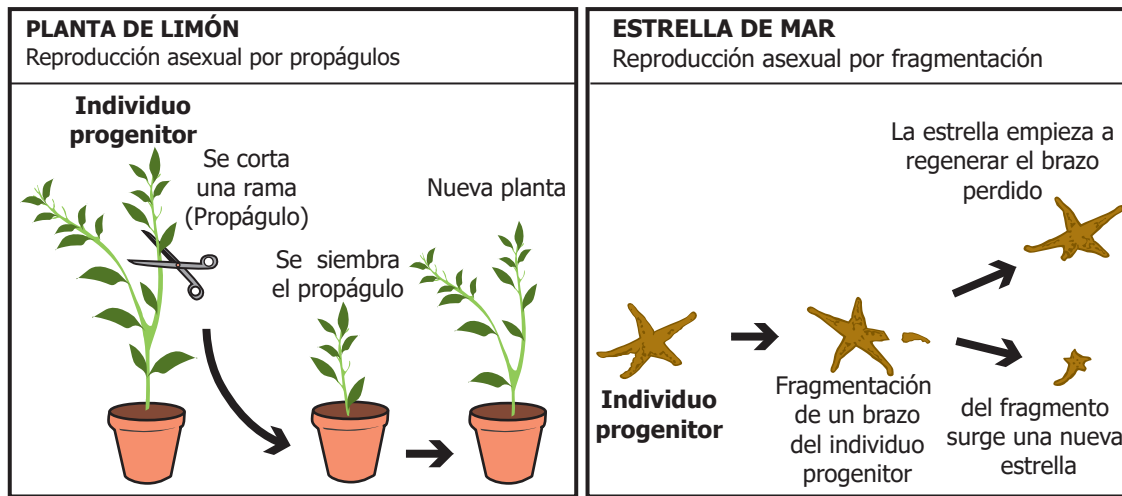 PLANTA DE LIMÓN
Reproducción asexual por propágulos
Individuo
progenitor
Se corta
una rama
(Propágulo)
Se siembra
el propágulo
Nueva planta
ESTRELLA DE MAR
Reproducción asexual por fragmentación
Individuo
progenitor
Fragmentación
de un brazo
del individuo
progenitor
La estrella empieza a
regenerar el brazo
perdido
del fragmento
surge una nueva
estrella